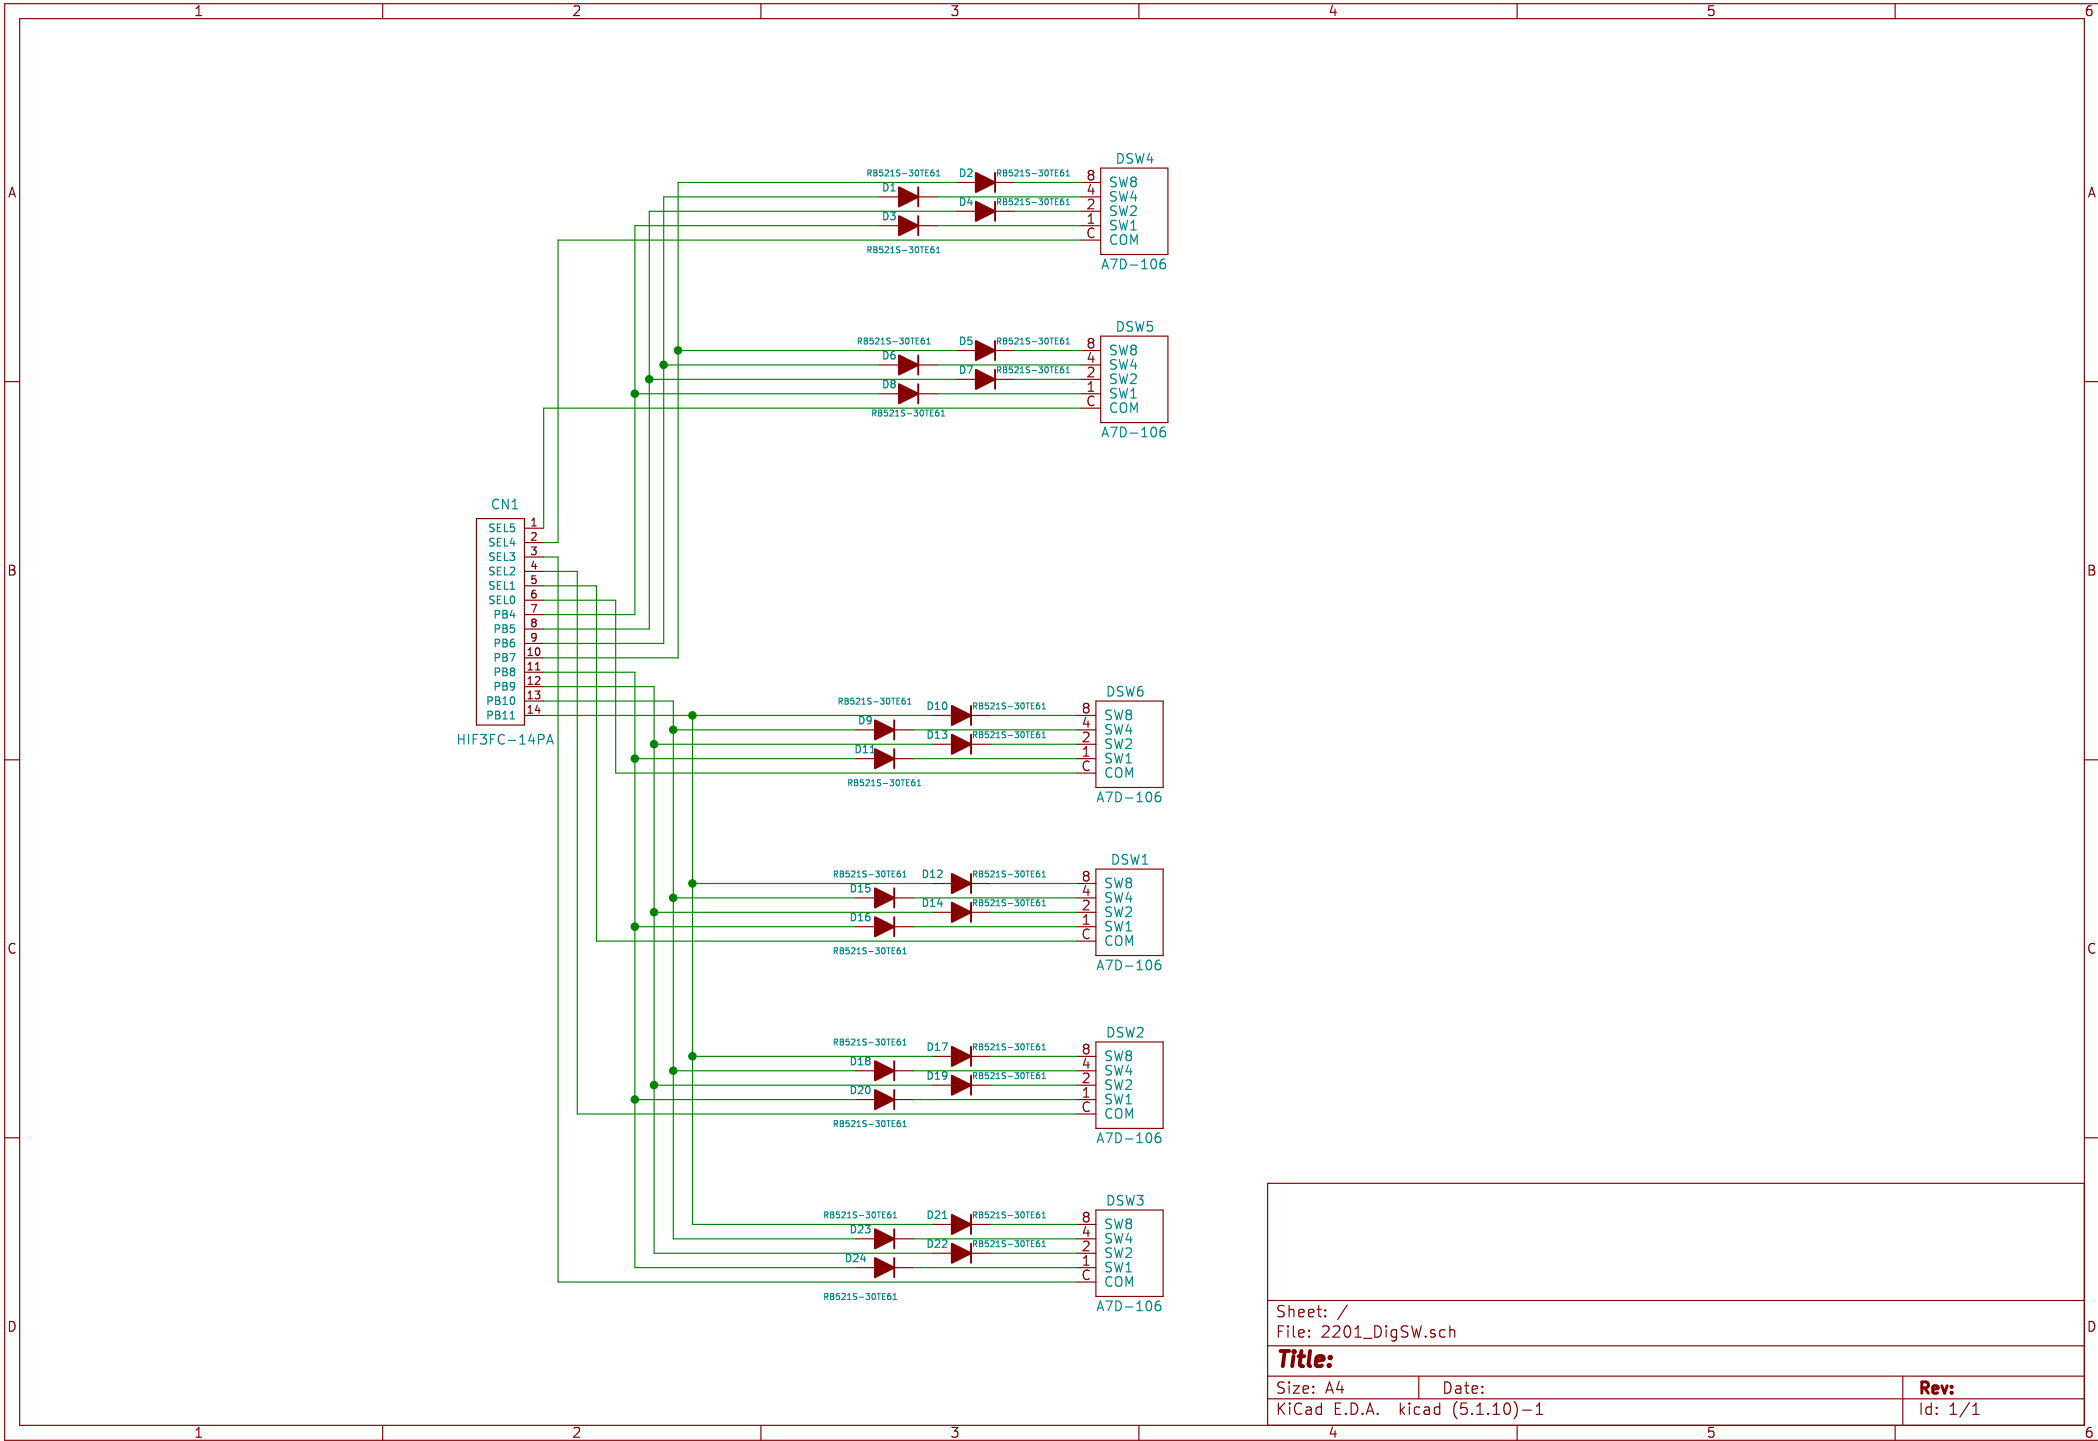 1 2 3 4 5 6
A A
DSW4
RB521S-30TE61 D2 RB521S-30TE61
8 SW8
D1
4 SW4
D4 RB521S-30TE61
2 SW2
D3
1 SW1
C COM
RB521S-30TE61
A7D-106
DSW5
RB521S-30TE61 D5 RB521S-30TE61
8 SW8
D6
4 SW4
D7 RB521S-30TE61
2 SW2
D8
1 SW1
C COM
RB521S-30TE61
A7D-106
CN1
SEL5 1
SEL4 2
SEL3 3
SEL2 4
SEL1 5
SEL0 6
PB4 7
PB5 8
PB6 9
PB7 10
PB8 11
PB9 12
PB10 13
PB11 14
HIF3FC-14PA
B B
DSW6
RB521S-30TE61 D10 RB521S-30TE61
8 SW8
D9
4 SW4
D13 RB521S-30TE61
2 SW2
D11
1 SW1
C COM
RB521S-30TE61
A7D-106
DSW1
RB521S-30TE61 D12 RB521S-30TE61
8 SW8
D15
4 SW4
D14 RB521S-30TE61
2 SW2
D16
1 SW1
C COM
RB521S-30TE61
A7D-106
C C
DSW2
RB521S-30TE61 D17 RB521S-30TE61
8 SW8
D18
4 SW4
D19 RB521S-30TE61
2 SW2
D20
1 SW1
C COM
RB521S-30TE61
A7D-106
DSW3
RB521S-30TE61 D21 RB521S-30TE61
8 SW8
D23
4 SW4
D22 RB521S-30TE61
2 SW2
D24
1 SW1
C COM
RB521S-30TE61
A7D-106
D D
Sheet: /
File: 2201_DigSW.sch
Title:
Size: A4 Date: Rev:
KiCad E.D.A. kicad (5.1.10)-1 Id: 1/1
1 2 3 4 5 6